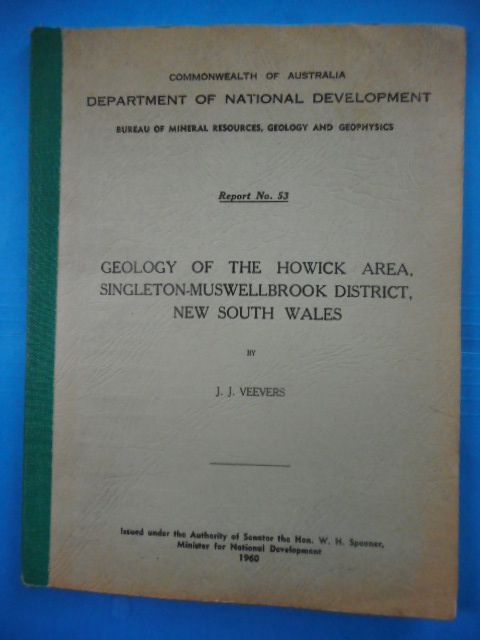 COMMONWEALTH OF AUSTRALIA
DEPARTMENT OF NATIONAL DEVELOPMENT
BUREAU OF MINERAL RESOURCES, GEOLOGY AND GEOPHYSICS
Report No. 53
GEOLOGY OF THE HOWICK AREA,
SINGLETON-MUSWELLBROOK DISTRICT,
NEW SOUTH WALES
BY
J. J. VEEVERS
Issued under the Authority of Senator the Hon. W. H. Spooner,
Minister for National Development
1960